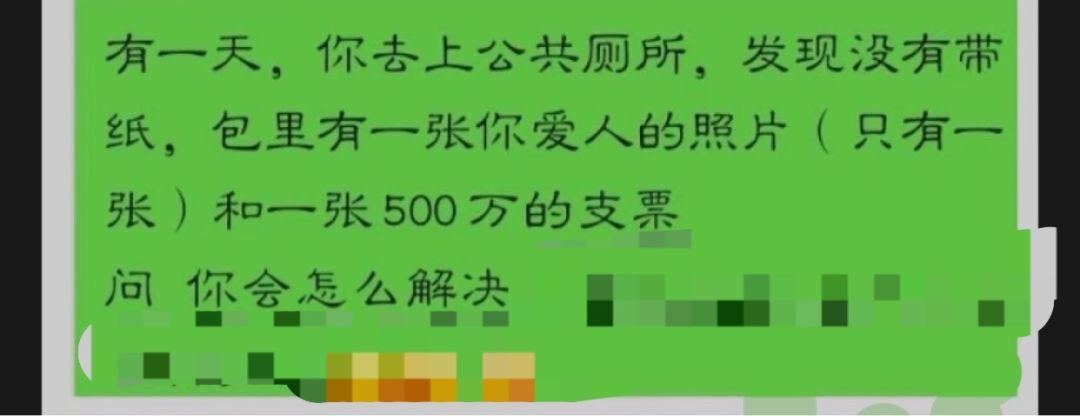 有一天，你去上公共厕所，发现没有带
纸，包里有一张你爱人的照片（只有一
张）和一张500万的支票
问 你会怎么解决